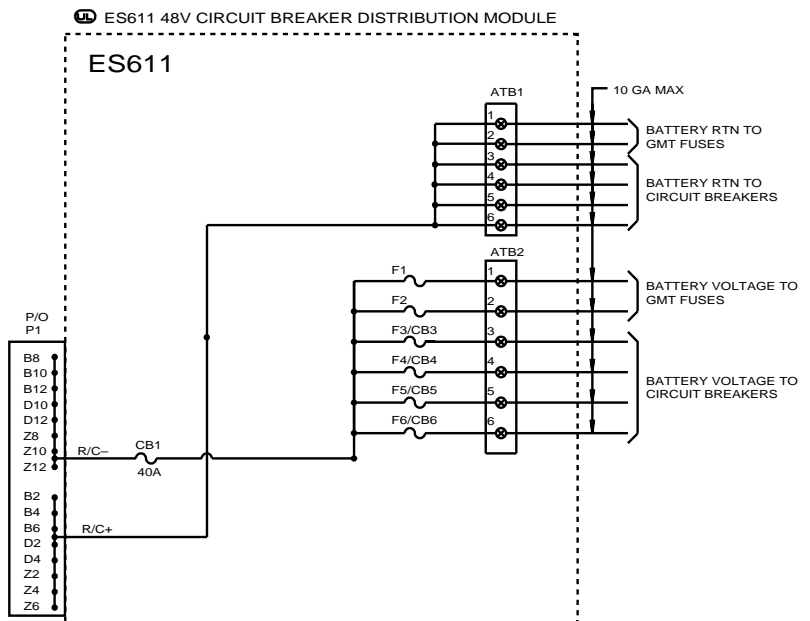 UL ES611 48V CIRCUIT BREAKER DISTRIBUTION MODULE
ES611
ATB1
10 GA MAX
1
2
3
4
5
6
BATTERY RTN TO
GMT FUSES
BATTERY RTN TO
CIRCUIT BREAKERS
ATB2
F1
1
F2
2
F3/CB3
3
F4/CB4
4
F5/CB5
5
F6/CB6
6
BATTERY VOLTAGE TO
GMT FUSES
BATTERY VOLTAGE TO
CIRCUIT BREAKERS
P/O
P1
B8
B10
B12
D10
D12
Z8
Z10
Z12
R/C–
CB1
40A
B2
B4
B6
D2
D4
Z2
Z4
Z6
R/C+